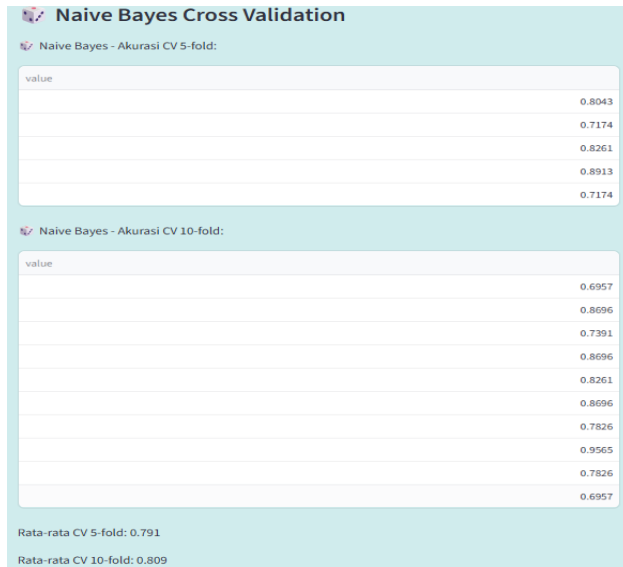 Naive Bayes Cross Validation
Naive Bayes - Akurasi CV 5-fold:
value
0.8043
0.7174
0.8261
0.8913
0.7174
Naive Bayes - Akurasi CV 10-fold:
value
0.6957
0.8696
0.7391
0.8696
0.8261
0.8696
0.7826
0.9565
0.7826
0.6957
Rata-rata CV 5-fold: 0.791
Rata-rata CV 10-fold: 0.809